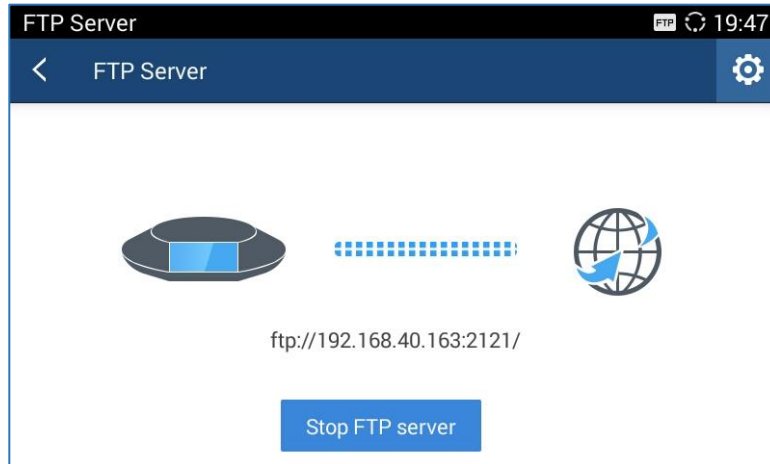 FTP Server
FTP 19:47
FTP Server
ftp://192.168.40.163:2121/
Stop FTP server